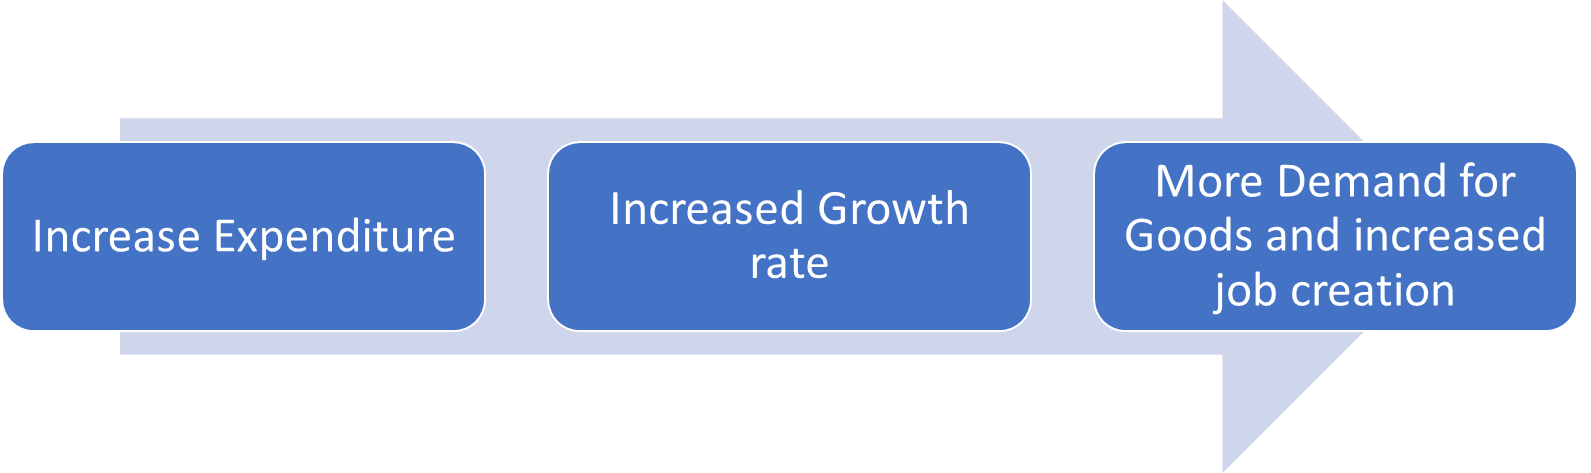 Increase Expenditure
Increased Growth
rate
More Demand for
Goods and increased
job creation